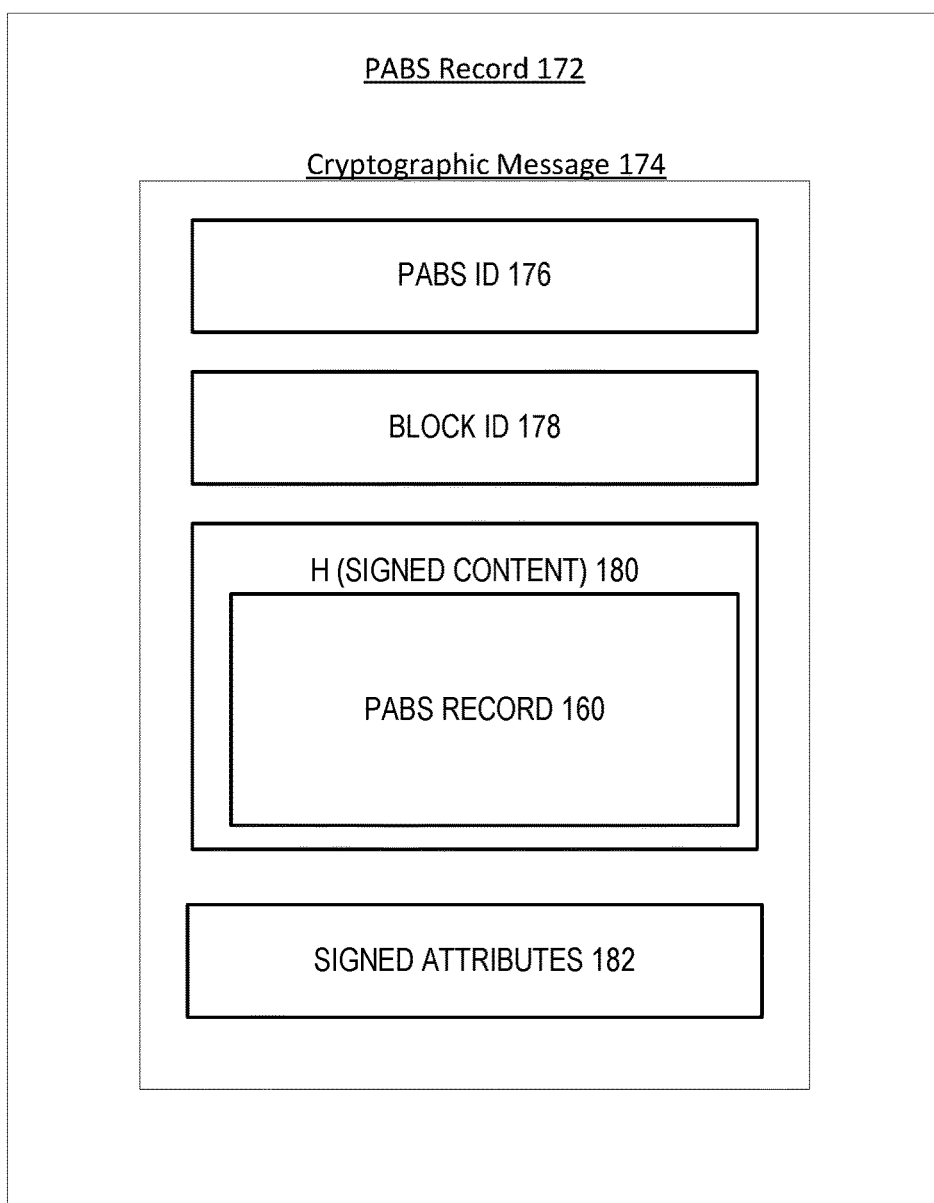 PABS Record 172
Cryptographic Message 174
PABS ID 176
BLOCK ID 178
H (SIGNED CONTENT) 180
PABS RECORD 160
SIGNED ATTRIBUTES 182